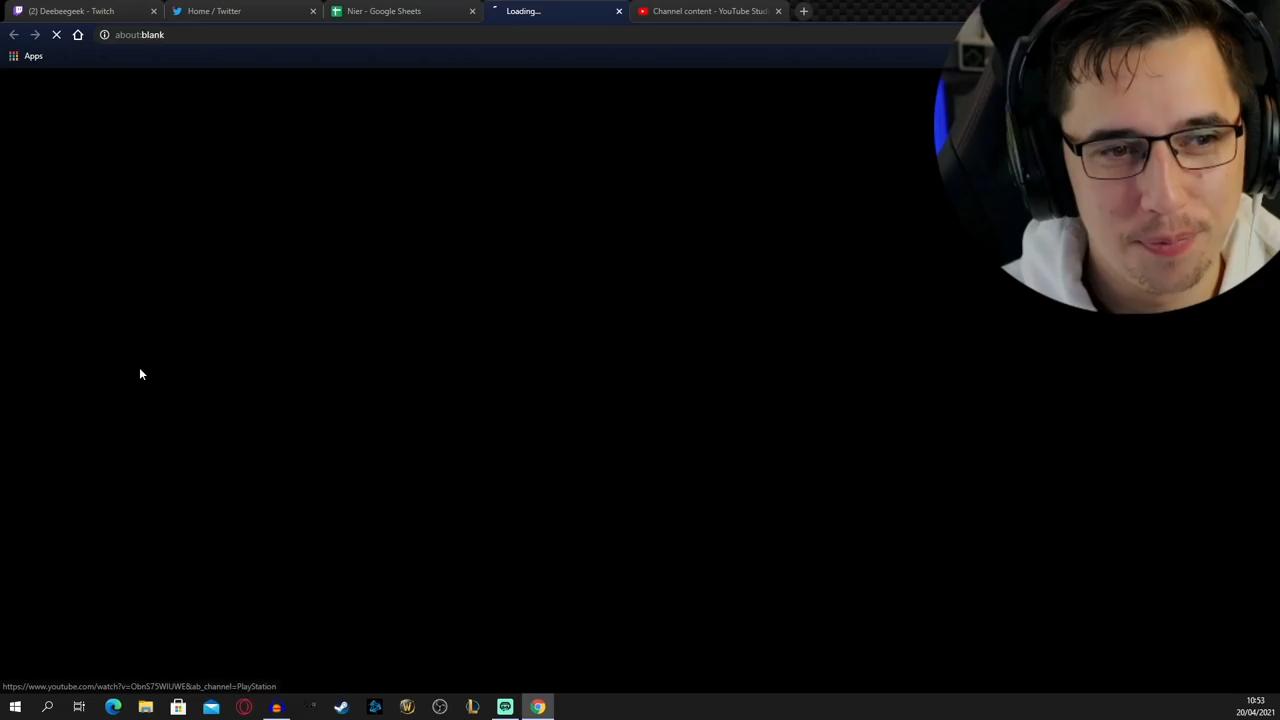 (2) Deebeegeek - Twitch
Home / Twitter
Nier - Google Sheets
Loading...
Channel content - YouTube Stud
about:blank
Apps
https://www.youtube.com/watch?v=ObnS75WIUWE&ab_channel=PlayStation
10:53
20/04/2021